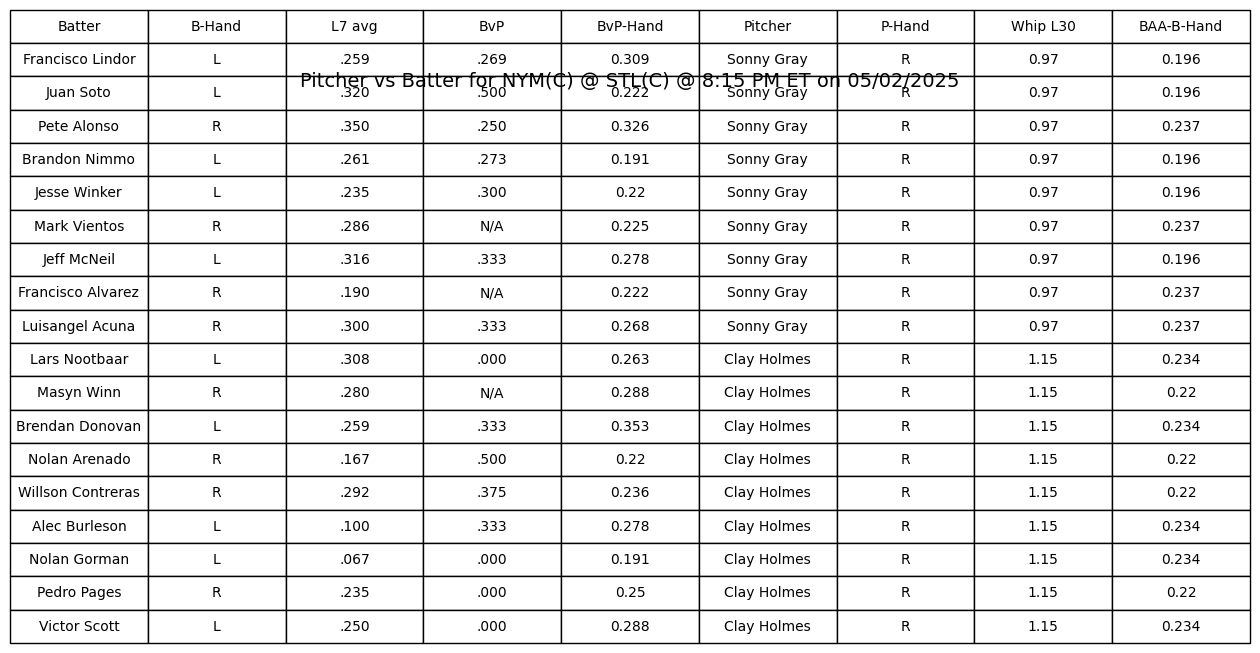 Batter B-Hand L7 avg BvP BvP-Hand Pitcher P-Hand Whip L30 BAA-B-Hand
Francisco Lindor L .259 .269 0.309 Sonny Gray R 0.97 0.196
Pitcher vs Batter for NYM(C) @ STL(C) @ 8:15 PM ET on 05/02/2025
Juan Soto L .320 .500 0.222 Sonny Gray R 0.97 0.196
Pete Alonso R .350 .250 0.326 Sonny Gray R 0.97 0.237
Brandon Nimmo L .261 .273 0.191 Sonny Gray R 0.97 0.196
Jesse Winker L .235 .300 0.22 Sonny Gray R 0.97 0.196
Mark Vientos R .286 N/A 0.225 Sonny Gray R 0.97 0.237
Jeff McNeil L .316 .333 0.278 Sonny Gray R 0.97 0.196
Francisco Alvarez R .190 N/A 0.222 Sonny Gray R 0.97 0.237
Luisangel Acuna R .300 .333 0.268 Sonny Gray R 0.97 0.237
Lars Nootbaar L .308 .000 0.263 Clay Holmes R 1.15 0.234
Masyn Winn R .280 N/A 0.288 Clay Holmes R 1.15 0.22
Brendan Donovan L .259 .333 0.353 Clay Holmes R 1.15 0.234
Nolan Arenado R .167 .500 0.22 Clay Holmes R 1.15 0.22
Willson Contreras R .292 .375 0.236 Clay Holmes R 1.15 0.22
Alec Burleson L .100 .333 0.278 Clay Holmes R 1.15 0.234
Nolan Gorman L .067 .000 0.191 Clay Holmes R 1.15 0.234
Pedro Pages R .235 .000 0.25 Clay Holmes R 1.15 0.22
Victor Scott L .250 .000 0.288 Clay Holmes R 1.15 0.234